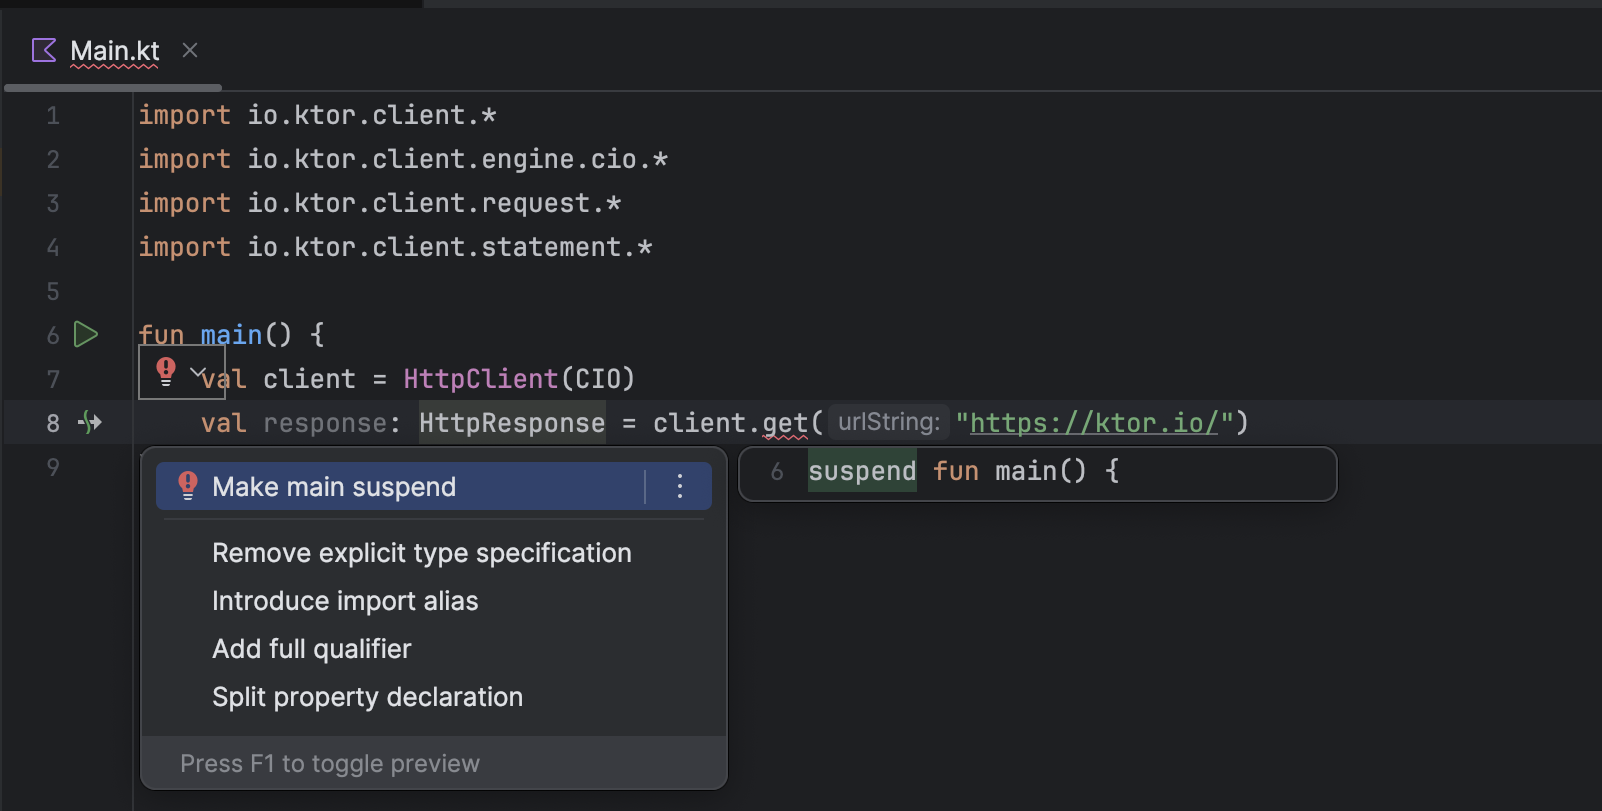 Main.kt
1 import io.ktor.client.*
2 import io.ktor.client.engine.cio.*
3 import io.ktor.client.request.*
4 import io.ktor.client.statement.*
5
6 fun main() {
7 val client = HttpClient(CIO)
8 val response: HttpResponse = client.get( urlString: "https://ktor.io/")
9
Make main suspend
6 suspend fun main() {
Remove explicit type specification
Introduce import alias
Add full qualifier
Split property declaration
Press F1 to toggle preview